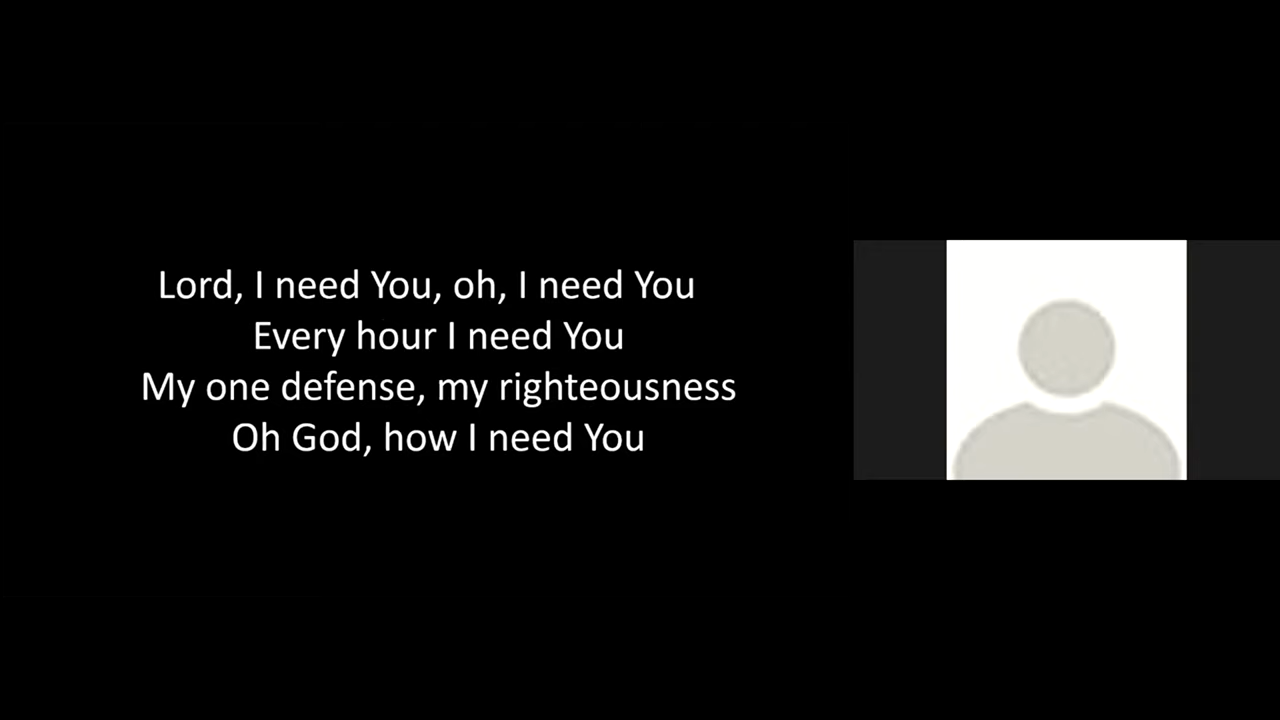 Lord, I need You, oh, I need You
Every hour I need You
My one defense, my righteousness
Oh God, how I need You